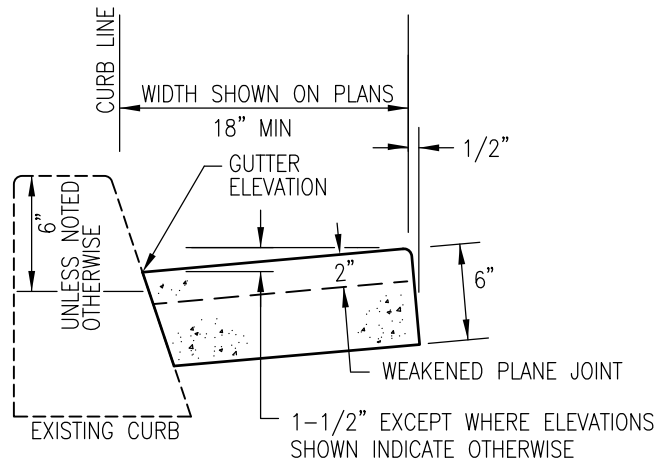 CURB LINE
WIDTH SHOWN ON PLANS
18” MIN
1/2”
GUTTER
ELEVATION
6”
UNLESS NOTED
OTHERWISE
2”
6”
WEAKENED PLANE JOINT
1-1/2” EXCEPT WHERE ELEVATIONS
SHOWN INDICATE OTHERWISE
EXISTING CURB